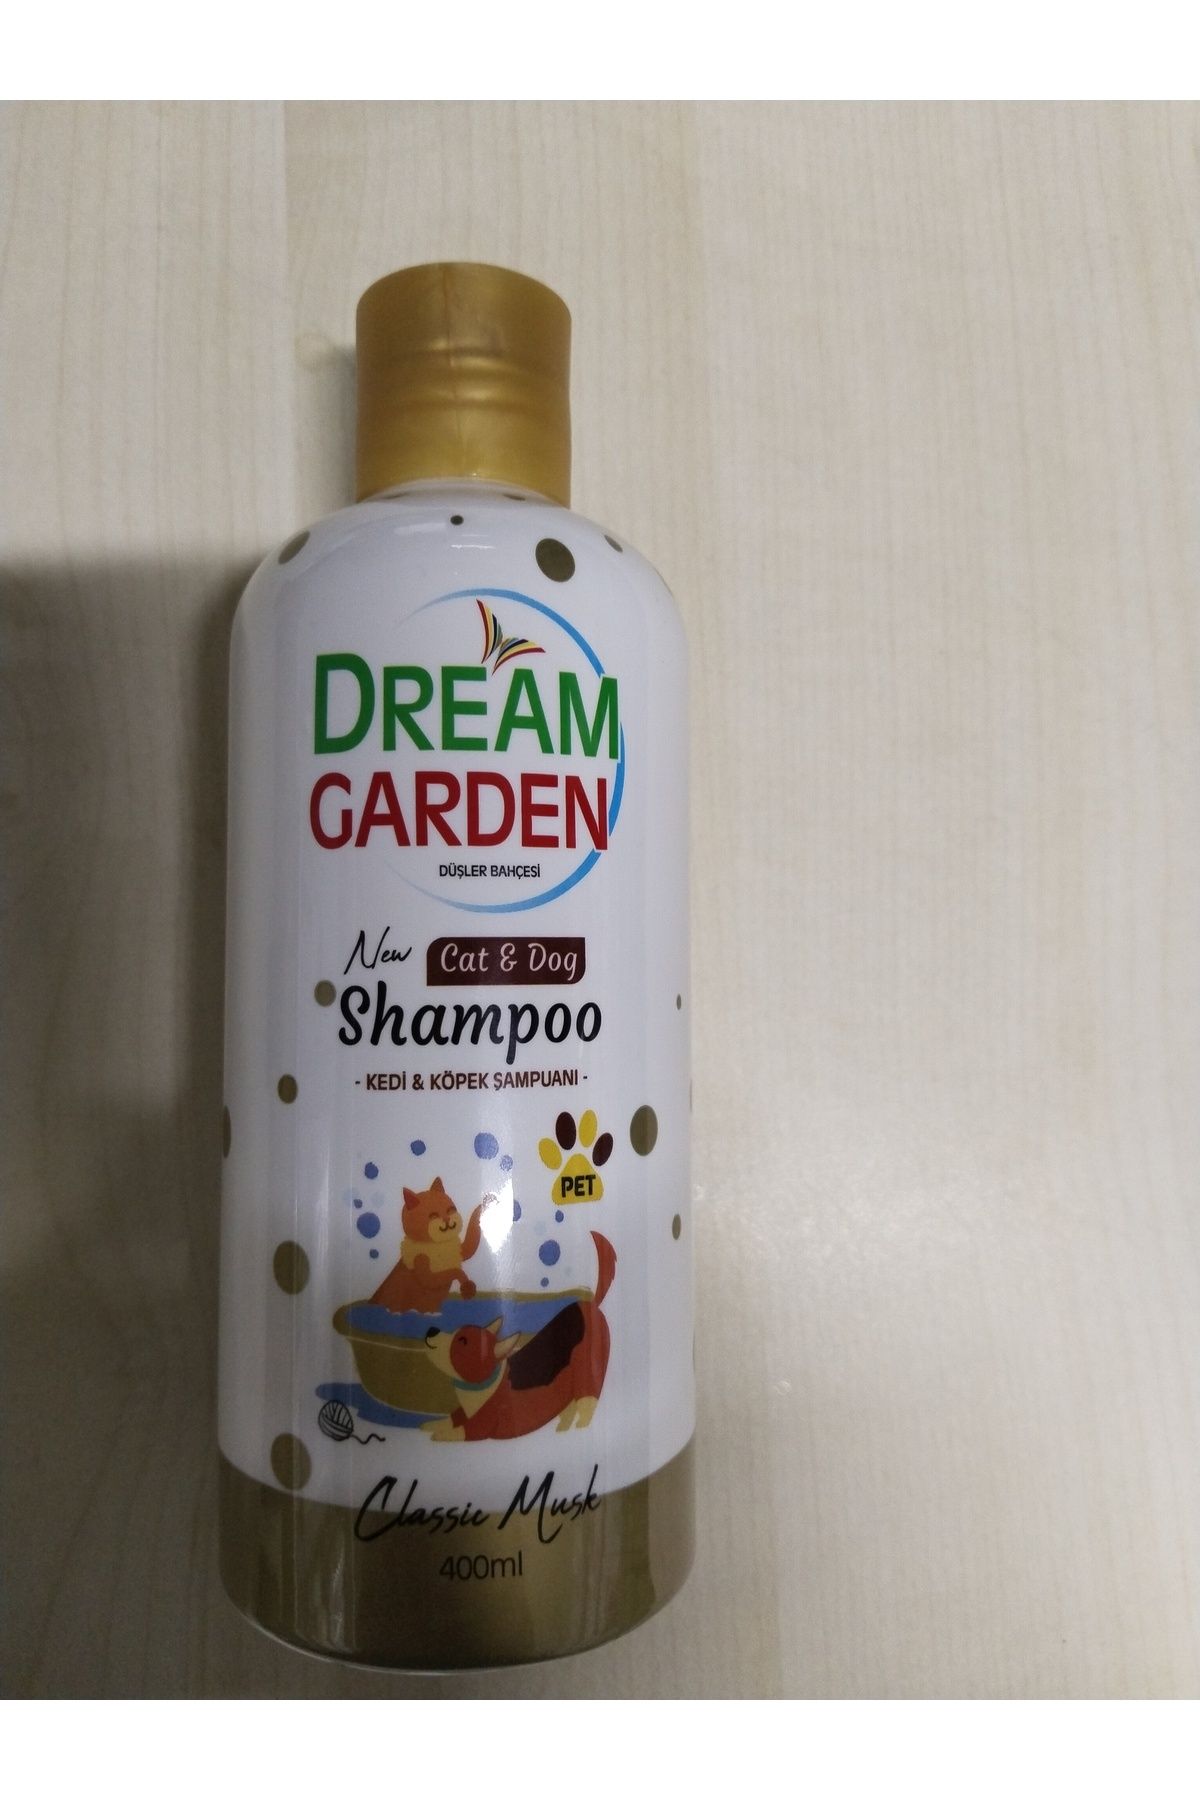 DREAM
GARDEN
DÜŞLER BAHÇESİ
New Cat & Dog
Shampoo
- KEDİ & KÖPEK ŞAMPUANI -
PET
Classic Musk
400ml